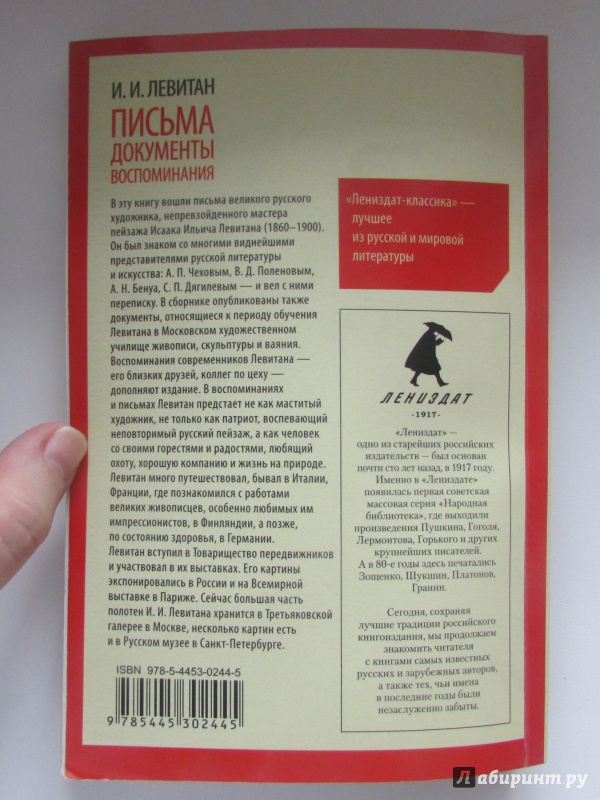 И. И. ЛЕВИТАН
ПИСЬМА
ДОКУМЕНТЫ
ВОСПОМИНАНИЯ
В эту книгу вошли письма великого русского
художника, непревзойденного мастера
пейзажа Исаака Ильича Левитана (1860–1900).
Он был знаком со многими виднейшими
представителями русской литературы
и искусства: А. П. Чеховым, В. Д. Поленовым,
А. Н. Бенуа, С. П. Дягилевым — и вел с ними
переписку. В сборнике опубликованы также
документы, относящиеся к периоду обучения
Левитана в Московском художественном
училище живописи, скульптуры и ваяния.
Воспоминания современников Левитана —
его близких друзей, коллег по цеху —
дополняют издание. В воспоминаниях
и письмах Левитан предстает не как маститый
художник, не только как патриот, воспевающий
неповторимый русский пейзаж, а как человек
со своими горестями и радостями, любящий
охоту, хорошую компанию и жизнь на природе.
Левитан много путешествовал, бывал в Италии,
Франции, где познакомился с работами
великих живописцев, особенно любимых им
импрессионистов, в Финляндии, а позже,
по состоянию здоровья, в Германии.
Левитан вступил в Товарищество передвижников
и участвовал в их выставках. Его картины
экспонировались в России и на Всемирной
выставке в Париже. Сейчас большая часть
полотен И. И. Левитана хранится в Третьяковской
галерее в Москве, несколько картин есть
и в Русском музее в Санкт-Петербурге.
ISBN 978-5-4453-0244-5
9 785445 302445
«Лениздат-классика» —
лучшее
из русской и мировой
литературы
ЛЕНИЗДАТ
-1917-
«Лениздат» —
одно из старейших российских
издательств — был основан
почти сто лет назад, в 1917 году.
Именно в «Лениздате»
появилась первая советская
массовая серия «Народная
библиотека», где выходили
произведения Пушкина, Гоголя,
Лермонтова, Горького и других
крупнейших писателей.
А в 80-е годы здесь печатались
Зощенко, Шукшин, Платонов,
Гранин.
Сегодня, сохраняя
лучшие традиции российского
книгоиздания, мы продолжаем
знакомить читателя
с книгами самых известных
русских и зарубежных авторов,
а также тех, чьи имена
в последние годы были
незаслуженно забыты.
Лабиринт.ру